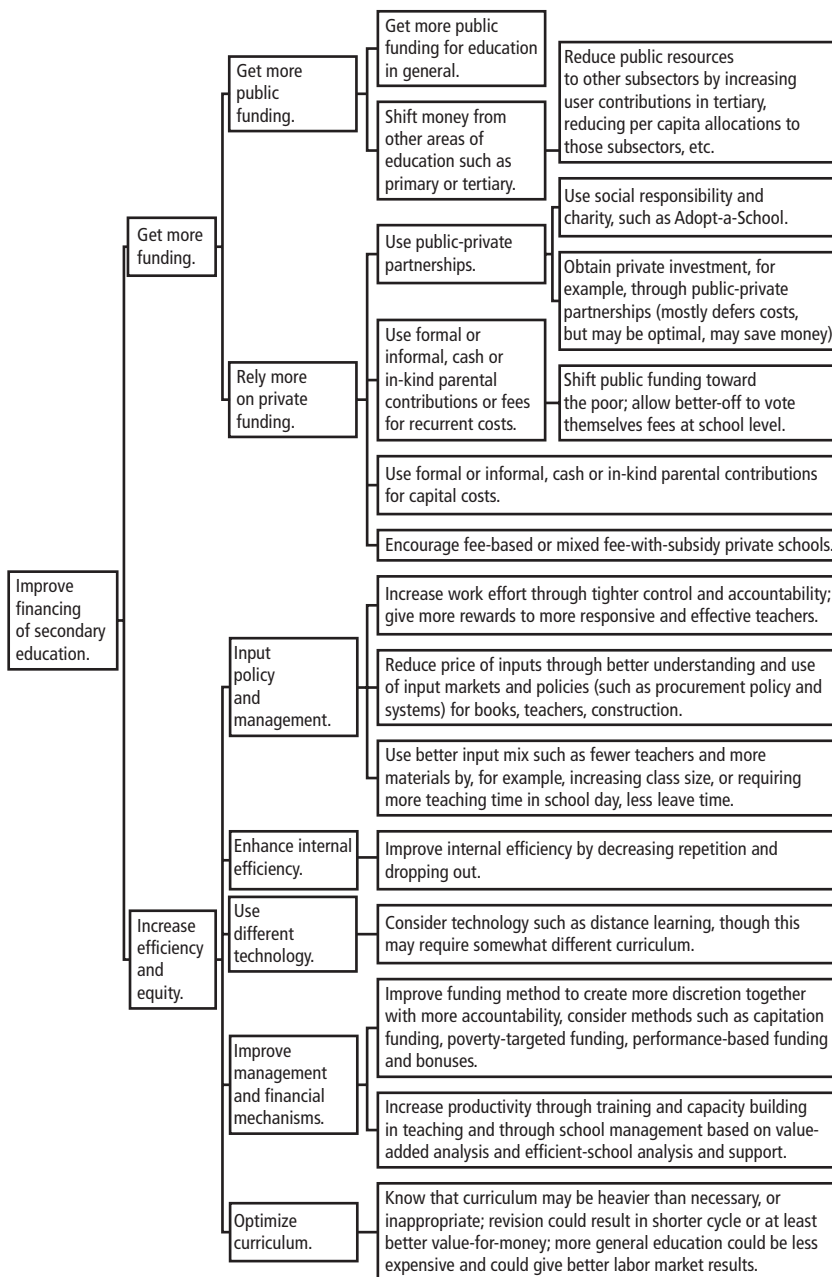 Get more public
funding for education
in general.
Get more
public
funding.
Shift money from
other areas of
education such as
primary or tertiary.
Reduce public resources
to other subsectors by increasing
user contributions in tertiary,
reducing per capita allocations to
those subsectors, etc.
Get more
funding.
Use public-private
partnerships.
Use social responsibility and
charity, such as Adopt-a-School.
Obtain private investment, for
example, through public-private
partnerships (mostly defers costs,
but may be optimal, may save money)
Rely more
on private
funding.
Use formal or
informal, cash or
in-kind parental
contributions or fees
for recurrent costs.
Shift public funding toward
the poor; allow better-off to vote
themselves fees at school level.
Use formal or informal, cash or in-kind parental contributions
for capital costs.
Encourage fee-based or mixed fee-with-subsidy private schools.
Improve
financing
of secondary
education.
Input
policy
and
management.
Increase work effort through tighter control and accountability;
give more rewards to more responsive and effective teachers.
Reduce price of inputs through better understanding and use
of input markets and policies (such as procurement policy and
systems) for books, teachers, construction.
Use better input mix such as fewer teachers and more
materials by, for example, increasing class size, or requiring
more teaching time in school day, less leave time.
Enhance internal
efficiency.
Improve internal efficiency by decreasing repetition and
dropping out.
Increase
efficiency
and
equity.
Use
different
technology.
Consider technology such as distance learning, though this
may require somewhat different curriculum.
Improve
management
and financial
mechanisms.
Improve funding method to create more discretion together
with more accountability, consider methods such as capitation
funding, poverty-targeted funding, performance-based funding
and bonuses.
Increase productivity through training and capacity building
in teaching and through school management based on value-
added analysis and efficient-school analysis and support.
Optimize
curriculum.
Know that curriculum may be heavier than necessary, or
inappropriate; revision could result in shorter cycle or at least
better value-for-money; more general education could be less
expensive and could give better labor market results.